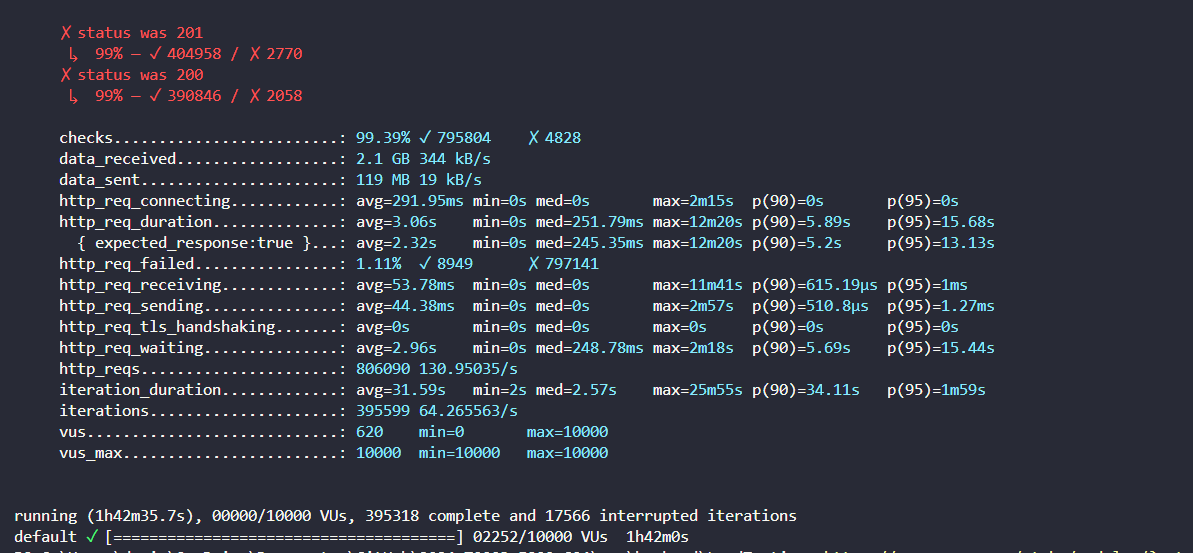 ✗ status was 201
↳ 99% — ✓ 404958 / ✗ 2770
✗ status was 200
↳ 99% — ✓ 390846 / ✗ 2058
checks.........................: 99.39% ✓ 795804 ✗ 4828
data_received..................: 2.1 GB 344 kB/s
data_sent......................: 119 MB 19 kB/s
http_req_connecting............: avg=291.95ms min=0s med=0s max=2m15s p(90)=0s p(95)=0s
http_req_duration..............: avg=3.06s min=0s med=251.79ms max=12m20s p(90)=5.89s p(95)=15.68s
{ expected_response:true }...: avg=2.32s min=0s med=245.35ms max=12m20s p(90)=5.2s p(95)=13.13s
http_req_failed................: 1.11% ✓ 8949 ✗ 797141
http_req_receiving.............: avg=53.78ms min=0s med=0s max=11m41s p(90)=615.19µs p(95)=1ms
http_req_sending...............: avg=44.38ms min=0s med=0s max=2m57s p(90)=510.8µs p(95)=1.27ms
http_req_tls_handshaking.......: avg=0s min=0s med=0s max=0s p(90)=0s p(95)=0s
http_req_waiting...............: avg=2.96s min=0s med=248.78ms max=2m18s p(90)=5.69s p(95)=15.44s
http_reqs......................: 806090 130.95035/s
iteration_duration.............: avg=31.59s min=2s med=2.57s max=25m55s p(90)=34.11s p(95)=1m59s
iterations.....................: 395599 64.265563/s
vus............................: 620 min=0 max=10000
vus_max........................: 10000 min=10000 max=10000
running (1h42m35.7s), 00000/10000 VUs, 395318 complete and 17566 interrupted iterations
default ✓ [======================================] 02252/10000 VUs 1h42m0s